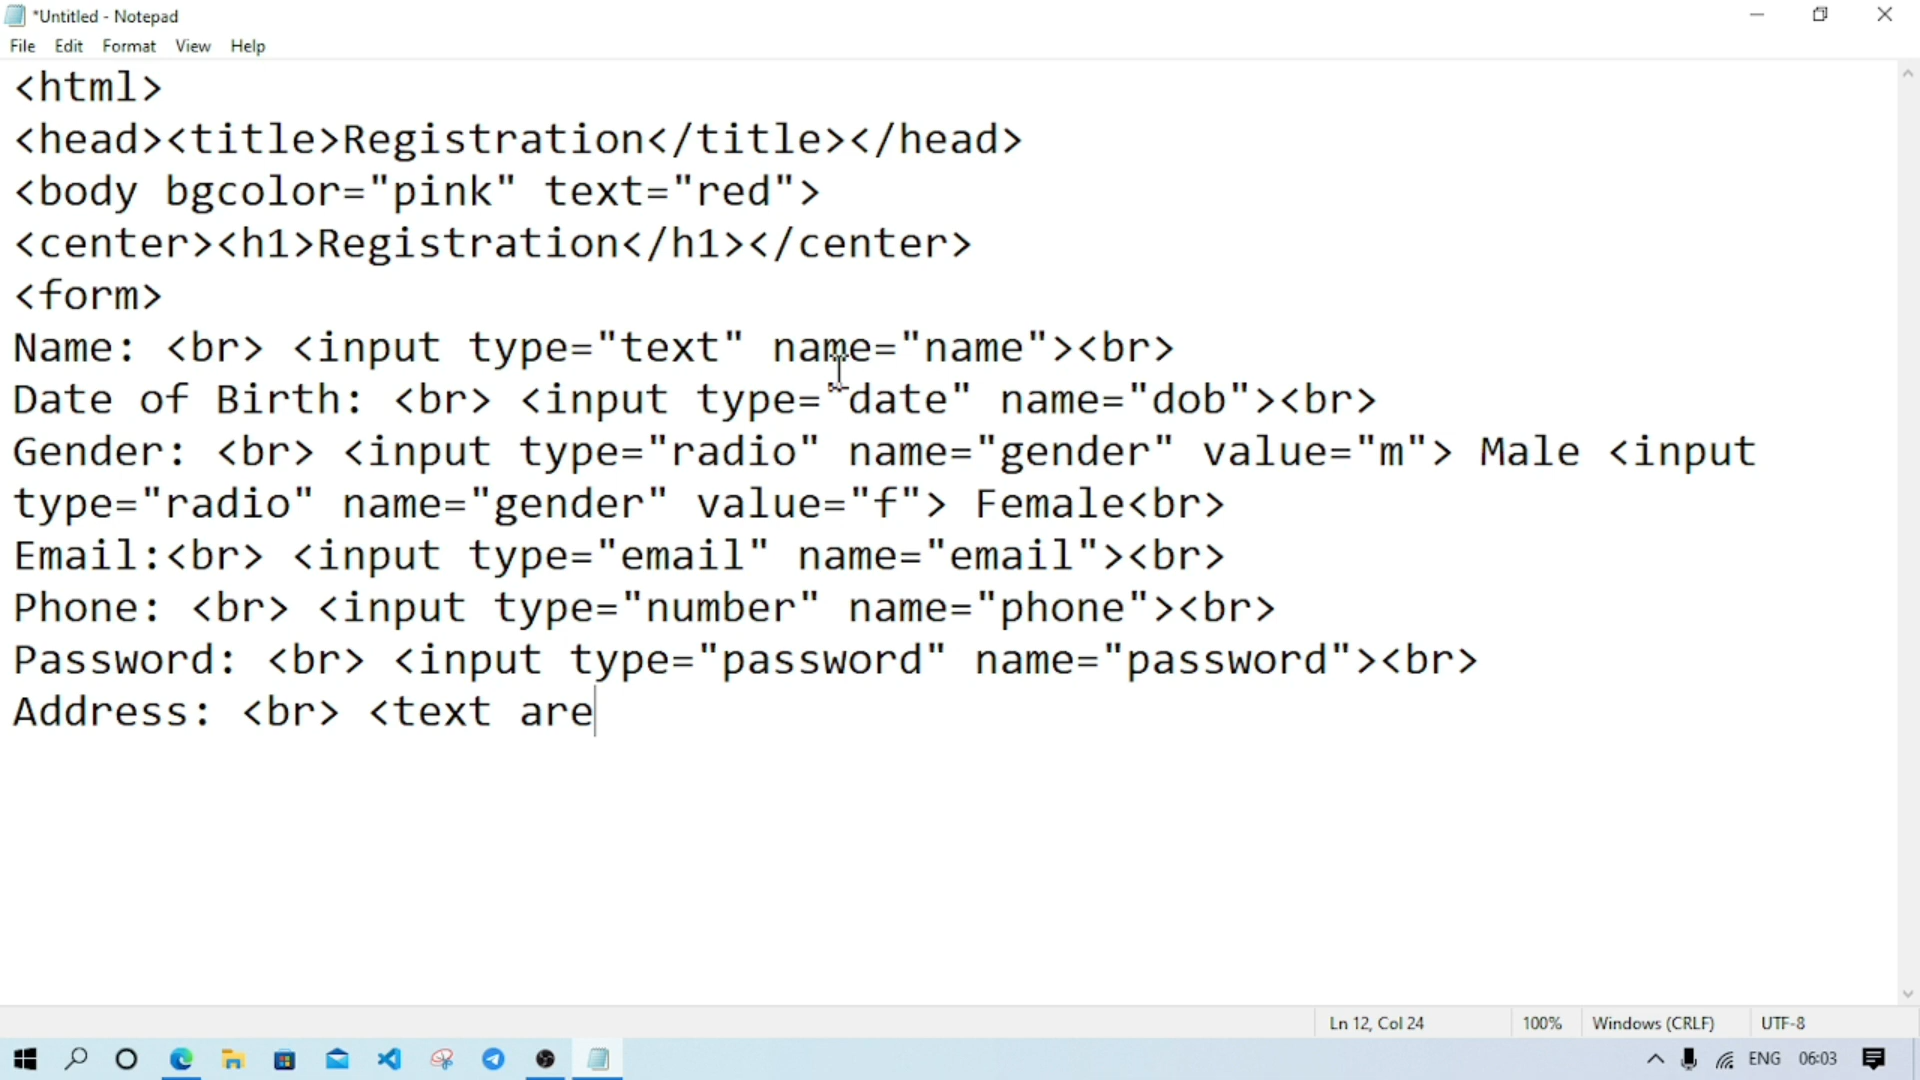 *Untitled - Notepad
File Edit Format View Help
<html>
<head><title>Registration</title></head>
<body bgcolor="pink" text="red">
<center><h1>Registration</h1></center>
<form>
Name: <br> <input type="text" name="name"><br>
Date of Birth: <br> <input type="date" name="dob"><br>
Gender: <br> <input type="radio" name="gender" value="m"> Male <input
type="radio" name="gender" value="f"> Female<br>
Email:<br> <input type="email" name="email"><br>
Phone: <br> <input type="number" name="phone"><br>
Password: <br> <input type="password" name="password"><br>
Address: <br> <text are
Ln 12, Col 24 100% Windows (CRLF) UTF-8
ENG 06:03